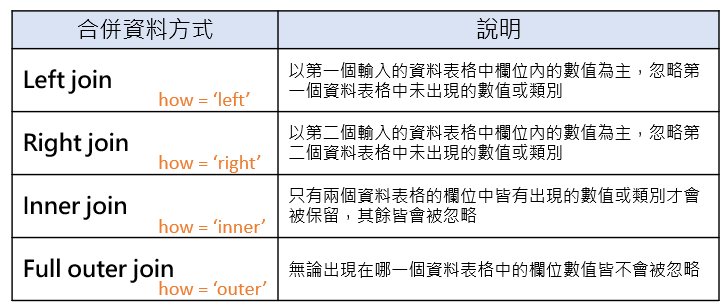 合併資料方式
說明
Left join
how = ‘left’
以第一個輸入的資料表格中欄位內的數值為主，忽略第
一個資料表格中未出現的數值或類別
Right join
how = ‘right’
以第二個輸入的資料表格中欄位內的數值為主，忽略第
二個資料表格中未出現的數值或類別
Inner join
how = ‘inner’
只有兩個資料表格的欄位中皆有出現的數值或類別才會
被保留，其餘皆會被忽略
Full outer join
how = ‘outer’
無論出現在哪一個資料表格中的欄位數值皆不會被忽略